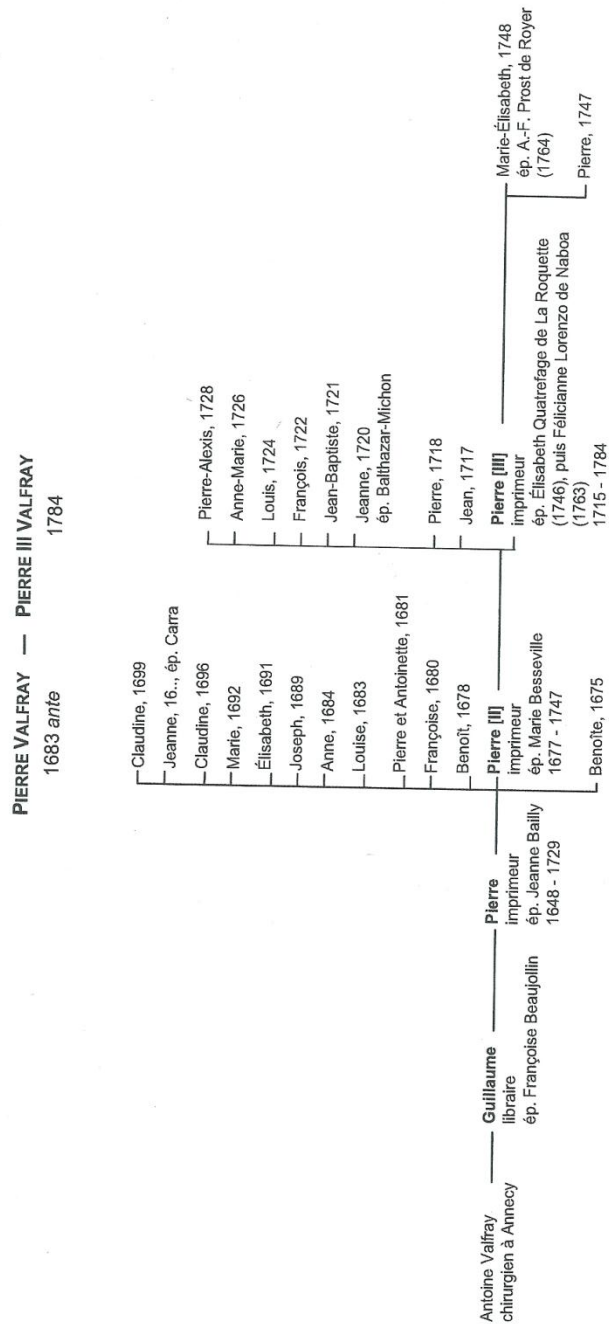 PIERRE VALFRAY — PIERRE III VALFRAY
1683 ante 1784
Antoine Valfray
chirurgien à Annecy
Guillaume
libraire
ép. Françoise Beaujollin
Pierre
imprimeur
ép. Jeanne Bailly
1648 - 1729
Claudine, 1699
Jeanne, 16.., ép. Carra
Claudine, 1696
Marie, 1692
Élisabeth, 1691
Joseph, 1689
Anne, 1684
Louise, 1683
Pierre et Antoinette, 1681
Françoise, 1680
Benoît, 1678
Pierre [II]
imprimeur
ép. Marie Besseville
1677 - 1747
Benoîte, 1675
Pierre-Alexis, 1728
Anne-Marie, 1726
Louis, 1724
François, 1722
Jean-Baptiste, 1721
Jeanne, 1720
ép. Balthazar-Michon
Pierre, 1718
Jean, 1717
Pierre [III]
imprimeur
ép. Élisabeth Quatrefage de La Roquette
(1746), puis Félicianne Lorenzo de Naboa
(1763)
1715 - 1784
Marie-Élisabeth, 1748
ép. A.-F. Prost de Royer
(1764)
Pierre, 1747